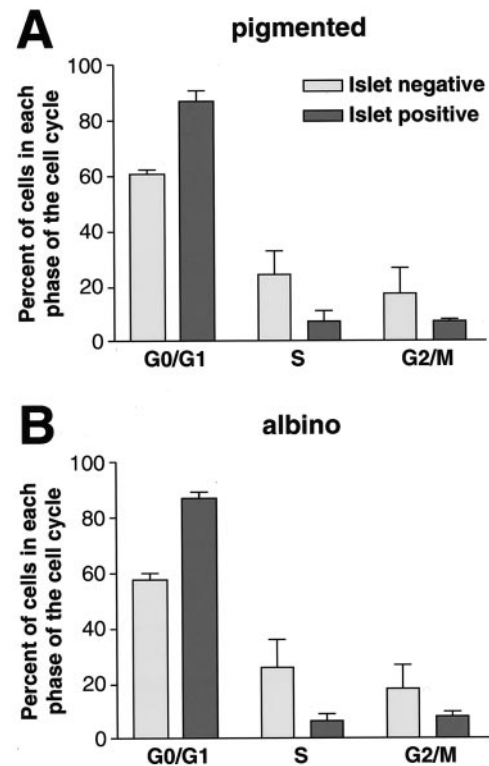 A
pigmented
Islet negative
Islet positive
Percent of cells in each
phase of the cell cycle
100
80
60
40
20
0
G0/G1 S G2/M
B
albino
Percent of cells in each
phase of the cell cycle
100
80
60
40
20
0
G0/G1 S G2/M